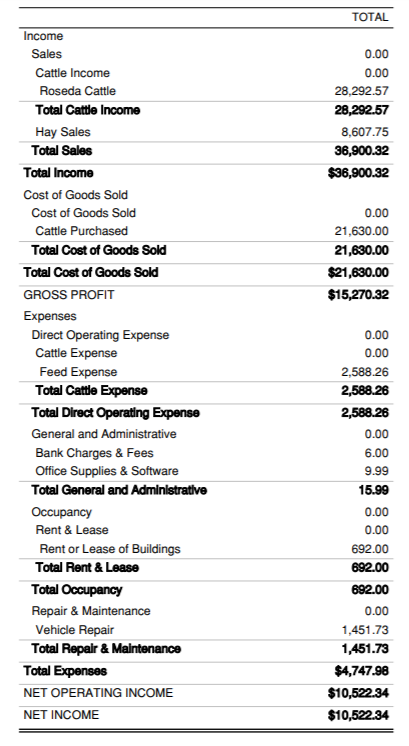 TOTAL
Income
Sales 0.00
Cattle Income 0.00
Roseda Cattle 28,292.57
Total Cattle Income 28,292.57
Hay Sales 8,607.75
Total Sales 36,900.32
Total Income $36,900.32
Cost of Goods Sold
Cost of Goods Sold 0.00
Cattle Purchased 21,630.00
Total Cost of Goods Sold 21,630.00
Total Cost of Goods Sold $21,630.00
GROSS PROFIT $15,270.32
Expenses
Direct Operating Expense 0.00
Cattle Expense 0.00
Feed Expense 2,588.26
Total Cattle Expense 2,588.26
Total Direct Operating Expense 2,588.26
General and Administrative 0.00
Bank Charges & Fees 6.00
Office Supplies & Software 9.99
Total General and Administrative 15.99
Occupancy 0.00
Rent & Lease 0.00
Rent or Lease of Buildings 692.00
Total Rent & Lease 692.00
Total Occupancy 692.00
Repair & Maintenance 0.00
Vehicle Repair 1,451.73
Total Repair & Maintenance 1,451.73
Total Expenses $4,747.98
NET OPERATING INCOME $10,522.34
NET INCOME $10,522.34